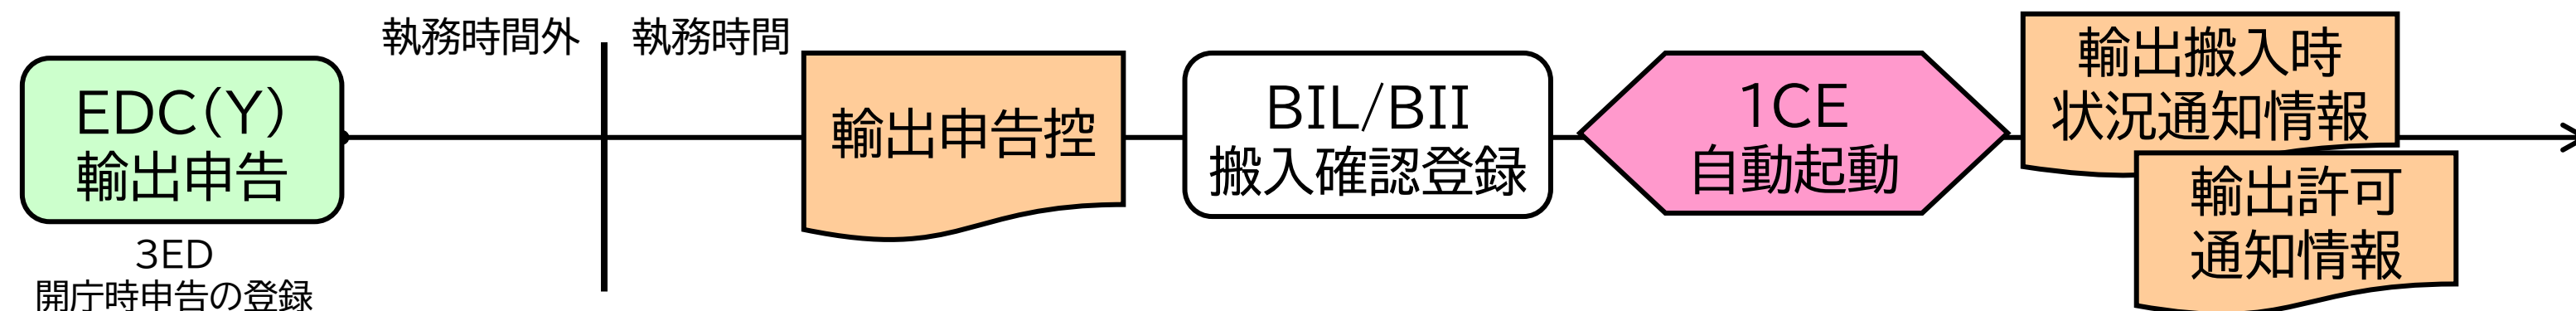 EDC(Y)
輸出申告
3ED
開庁時申告の登録
執務時間外
執務時間
輸出申告控
BIL/BII
搬入確認登録
1CE
自動起動
輸出搬入時
状況通知情報
輸出許可
通知情報